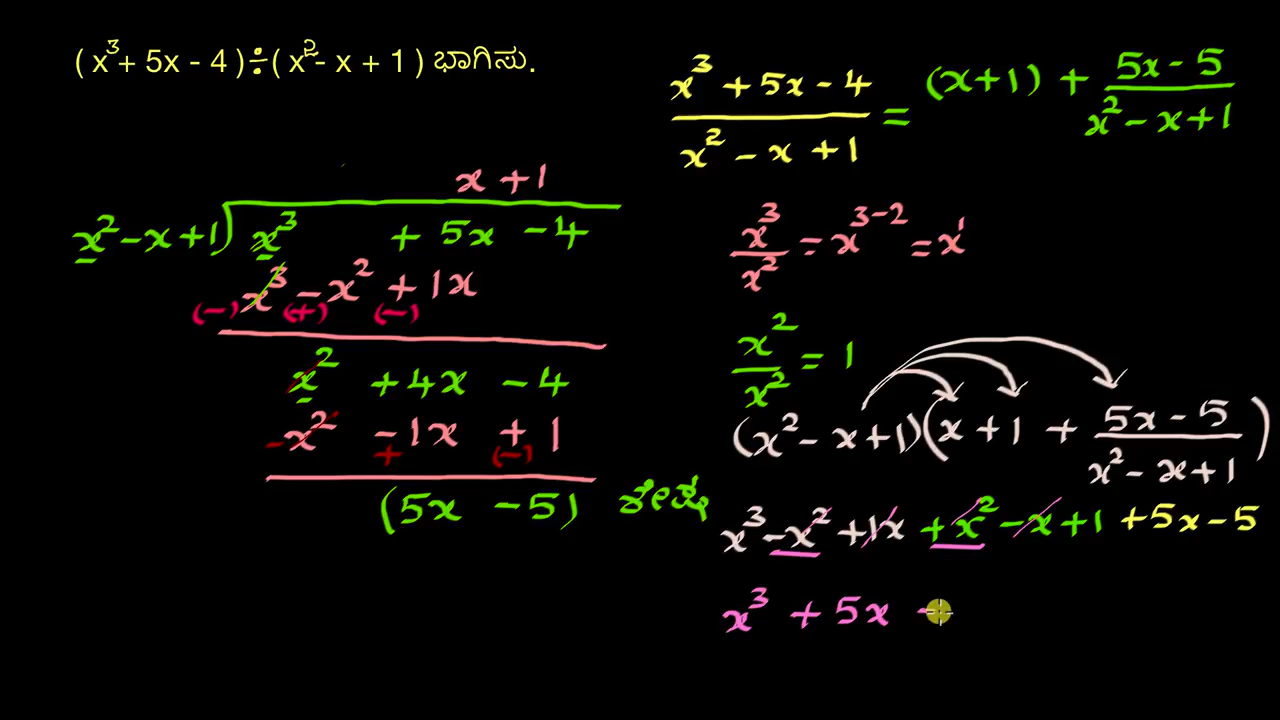 ( x³ + 5x - 4 ) ÷ ( x² - x + 1 ) ಭಾಗಿಸು.
x + 1
x² - x + 1 ) x³ + 5x - 4
x³ - x² + 1x
(-) (+) (-)
x² + 4x - 4
x² - 1x + 1
- + (-)
(5x - 5) ಶೇಷ
x³ + 5x - 4 / x² - x + 1 = (x+1) + 5x - 5 / x² - x + 1
x³ / x² = x³⁻² = x¹
x² / x² = 1
(x² - x + 1)(x + 1 + 5x - 5 / x² - x + 1)
x³ - x² + 1x + x² - x + 1 + 5x - 5
x³ + 5x -